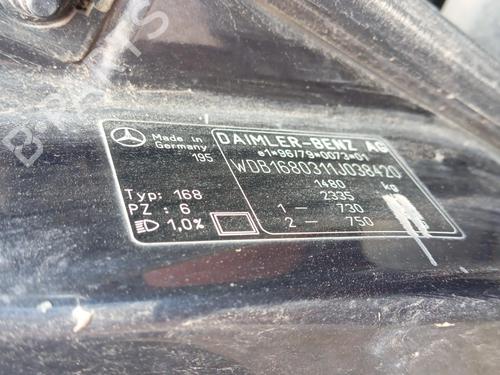 Made in
Germany
195
Typ: 168
PZ : 6
1,0%
DAIMLER-BENZ AG
e1*96/79*0073*01
WDB1680311J038420
1480 kg
2335
1 — 730
2 — 750
B-PARTS